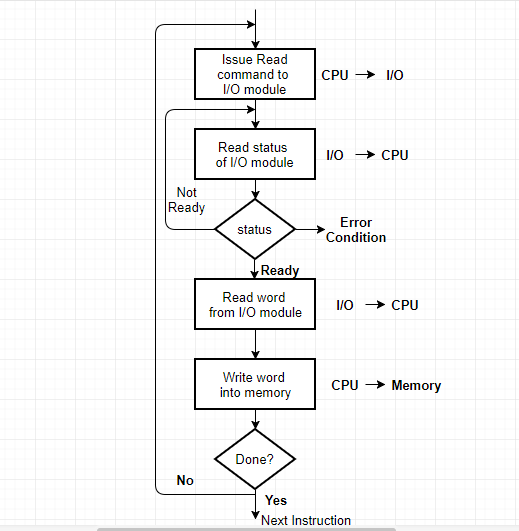 Issue Read
command to
I/O module
CPU → I/O
Read status
of I/O module
I/O → CPU
Not
Ready
status
Error
Condition
Ready
Read word
from I/O module
I/O → CPU
Write word
into memory
CPU → Memory
Done?
No
Yes
Next Instruction